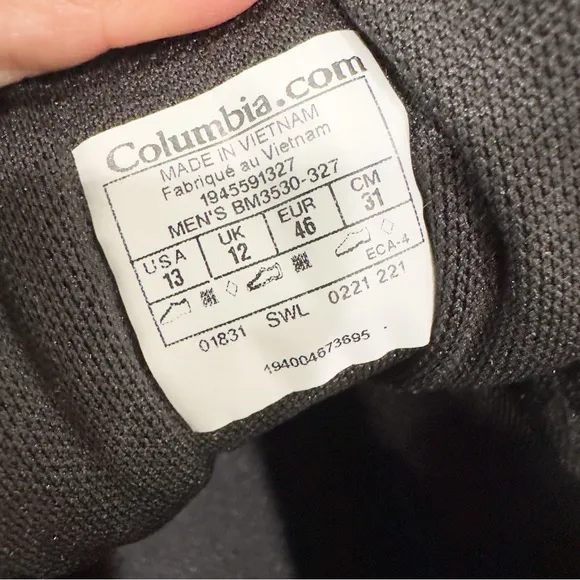 Columbia.com
MADE IN VIETNAM
Fabriqué au Vietnam
1945591327
MEN'S BM3530-327
USA UK EUR CM
13 12 46 31
ECA-4
01831 SWL 0221 221
194004673695